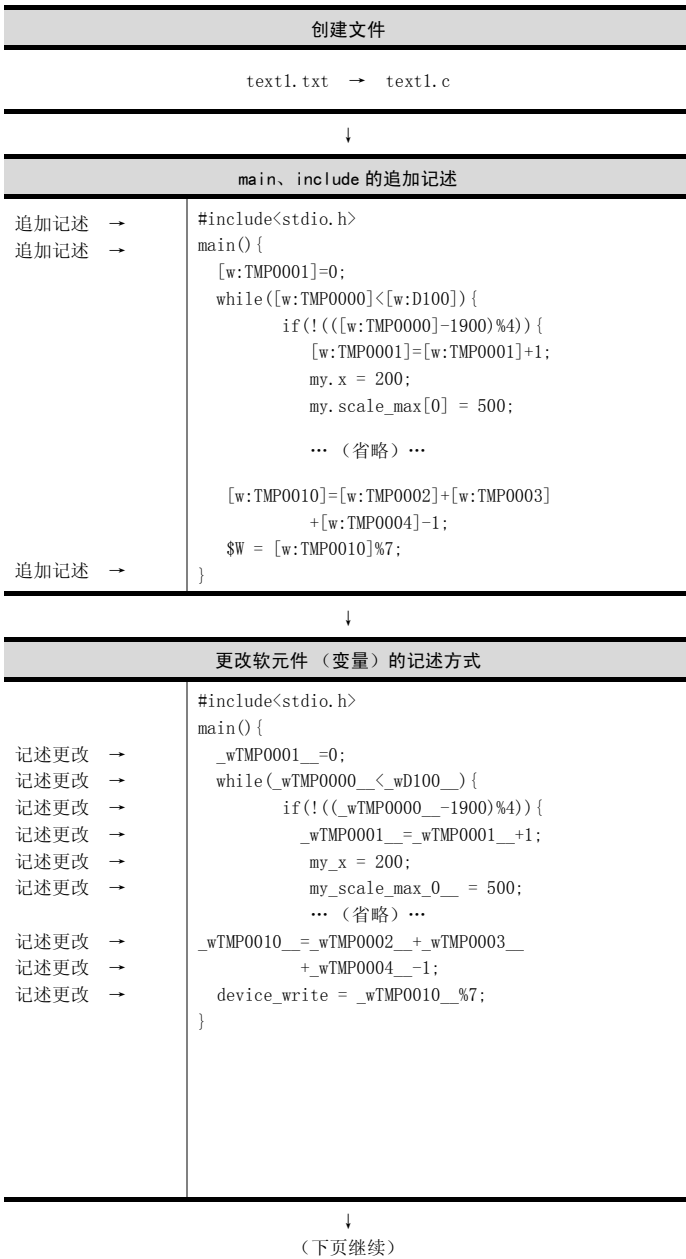 创建文件
text1.txt → text1.c
↓
main、include 的追加记述
追加记述 → #include<stdio.h>
追加记述 → main(){
[w:TMP0001]=0;
while([w:TMP0000]<[w:D100]){
if(!(([w:TMP0000]-1900)%4)){
[w:TMP0001]=[w:TMP0001]+1;
my.x = 200;
my.scale_max[0] = 500;
… (省略)…
[w:TMP0010]=[w:TMP0002]+[w:TMP0003]
+[w:TMP0004]-1;
$W = [w:TMP0010]%7;
追加记述 → }
↓
更改软元件 （变量）的记述方式
#include<stdio.h>
main(){
记述更改 → _wTMP0001__=0;
记述更改 → while(_wTMP0000__<_wD100__){
记述更改 → if(!((_wTMP0000__-1900)%4)){
记述更改 → _wTMP0001__=_wTMP0001__+1;
记述更改 → my_x = 200;
记述更改 → my_scale_max_0__ = 500;
… (省略)…
记述更改 → _wTMP0010__=_wTMP0002__+_wTMP0003__
记述更改 → +_wTMP0004__-1;
记述更改 → device_write = _wTMP0010__%7;
}
↓
（下页继续）